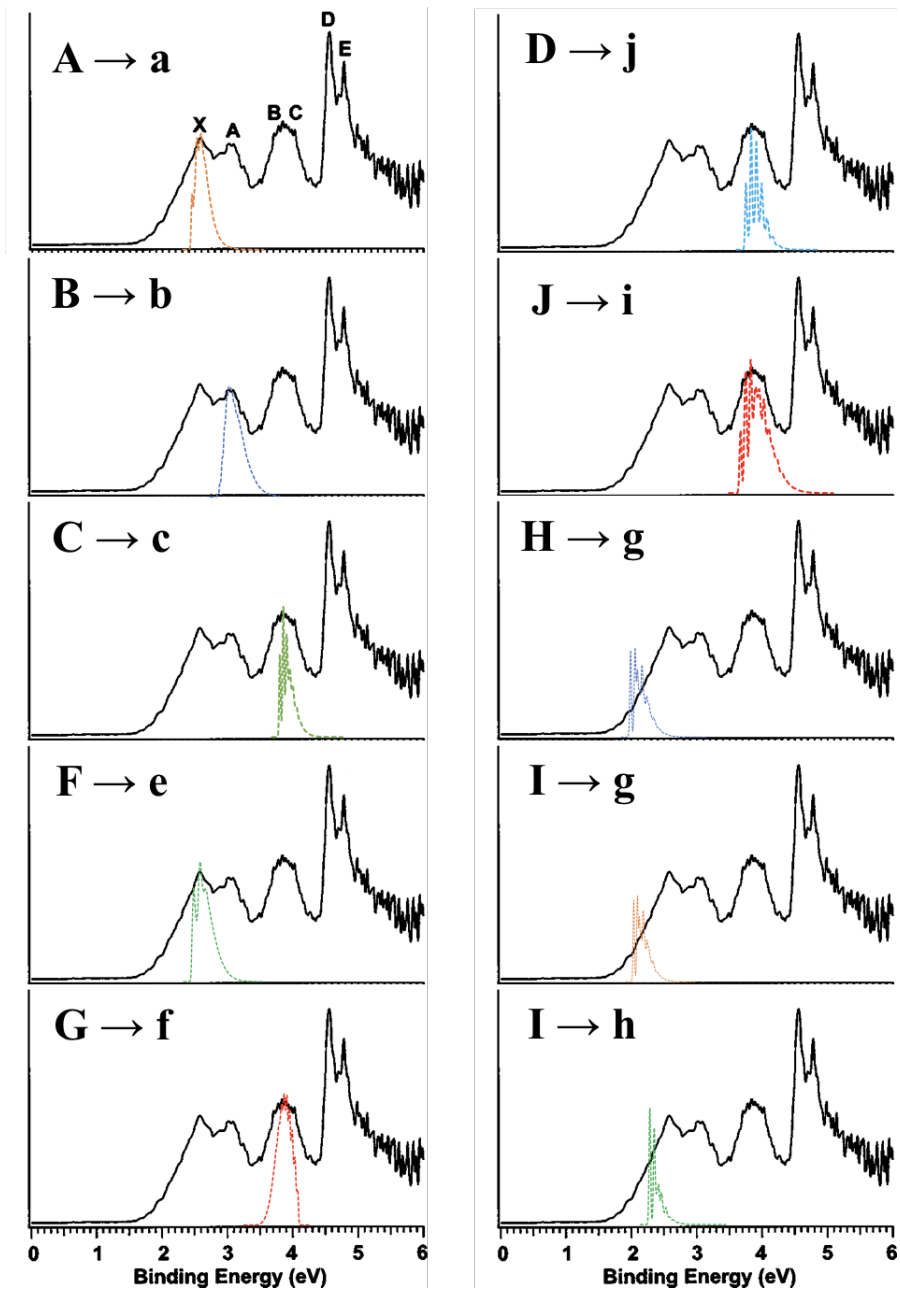 A → a
X
A
B
C
D
E
B → b
C → c
F → e
G → f
0 1 2 3 4 5 6
Binding Energy (eV)
D → j
J → i
H → g
I → g
I → h
0 1 2 3 4 5 6
Binding Energy (eV)